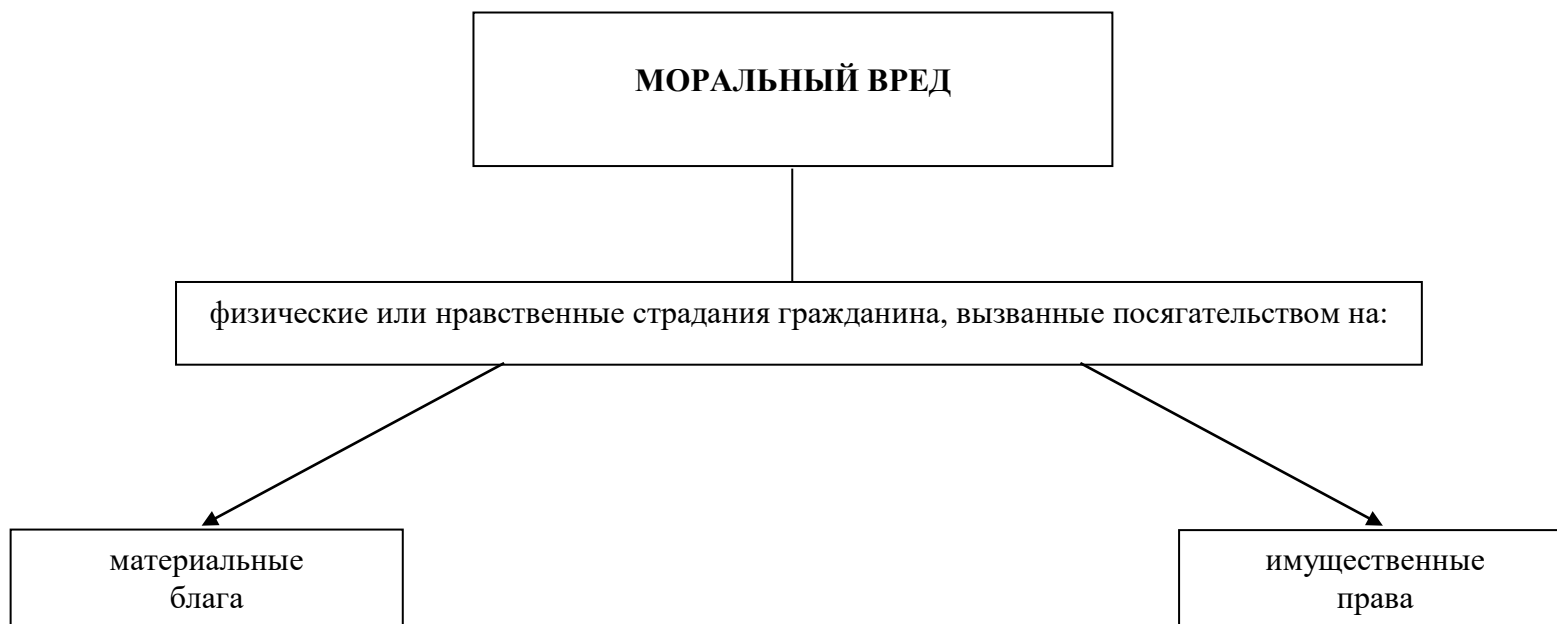 МОРАЛЬНЫЙ ВРЕД
физические или нравственные страдания гражданина, вызванные посягательством на:
материальные
блага
имущественные
права